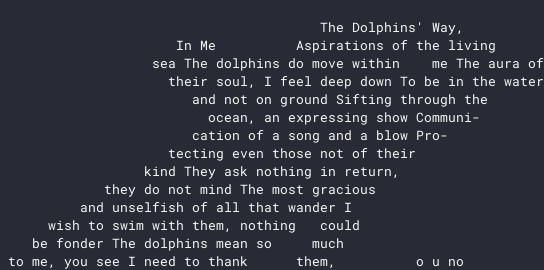 The Dolphins' Way,
In Me Aspirations of the living
sea The dolphins do move within me The aura of
their soul, I feel deep down To be in the water
and not on ground Sifting through the
ocean, an expressing show Communi-
cation of a song and a blow Pro-
tecting even those not of their
kind They ask nothing in return,
they do not mind The most gracious
and unselfish of all that wander I
wish to swim with them, nothing could
be fonder The dolphins mean so much
to me, you see I need to thank them, o u no